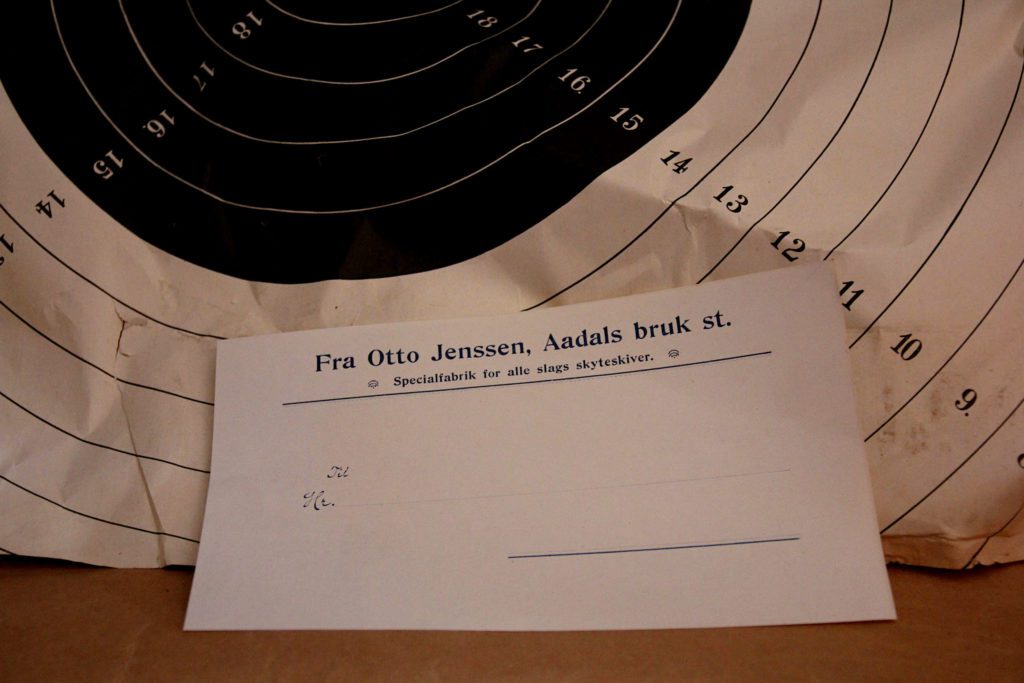 18 18
17 17
16. 16.
15 15
14 14
13
12
11
10
9.
Fra Otto Jenssen, Aadals bruk st.
Specialfabrik for alle slags skyteskiver.
Til
Hr.